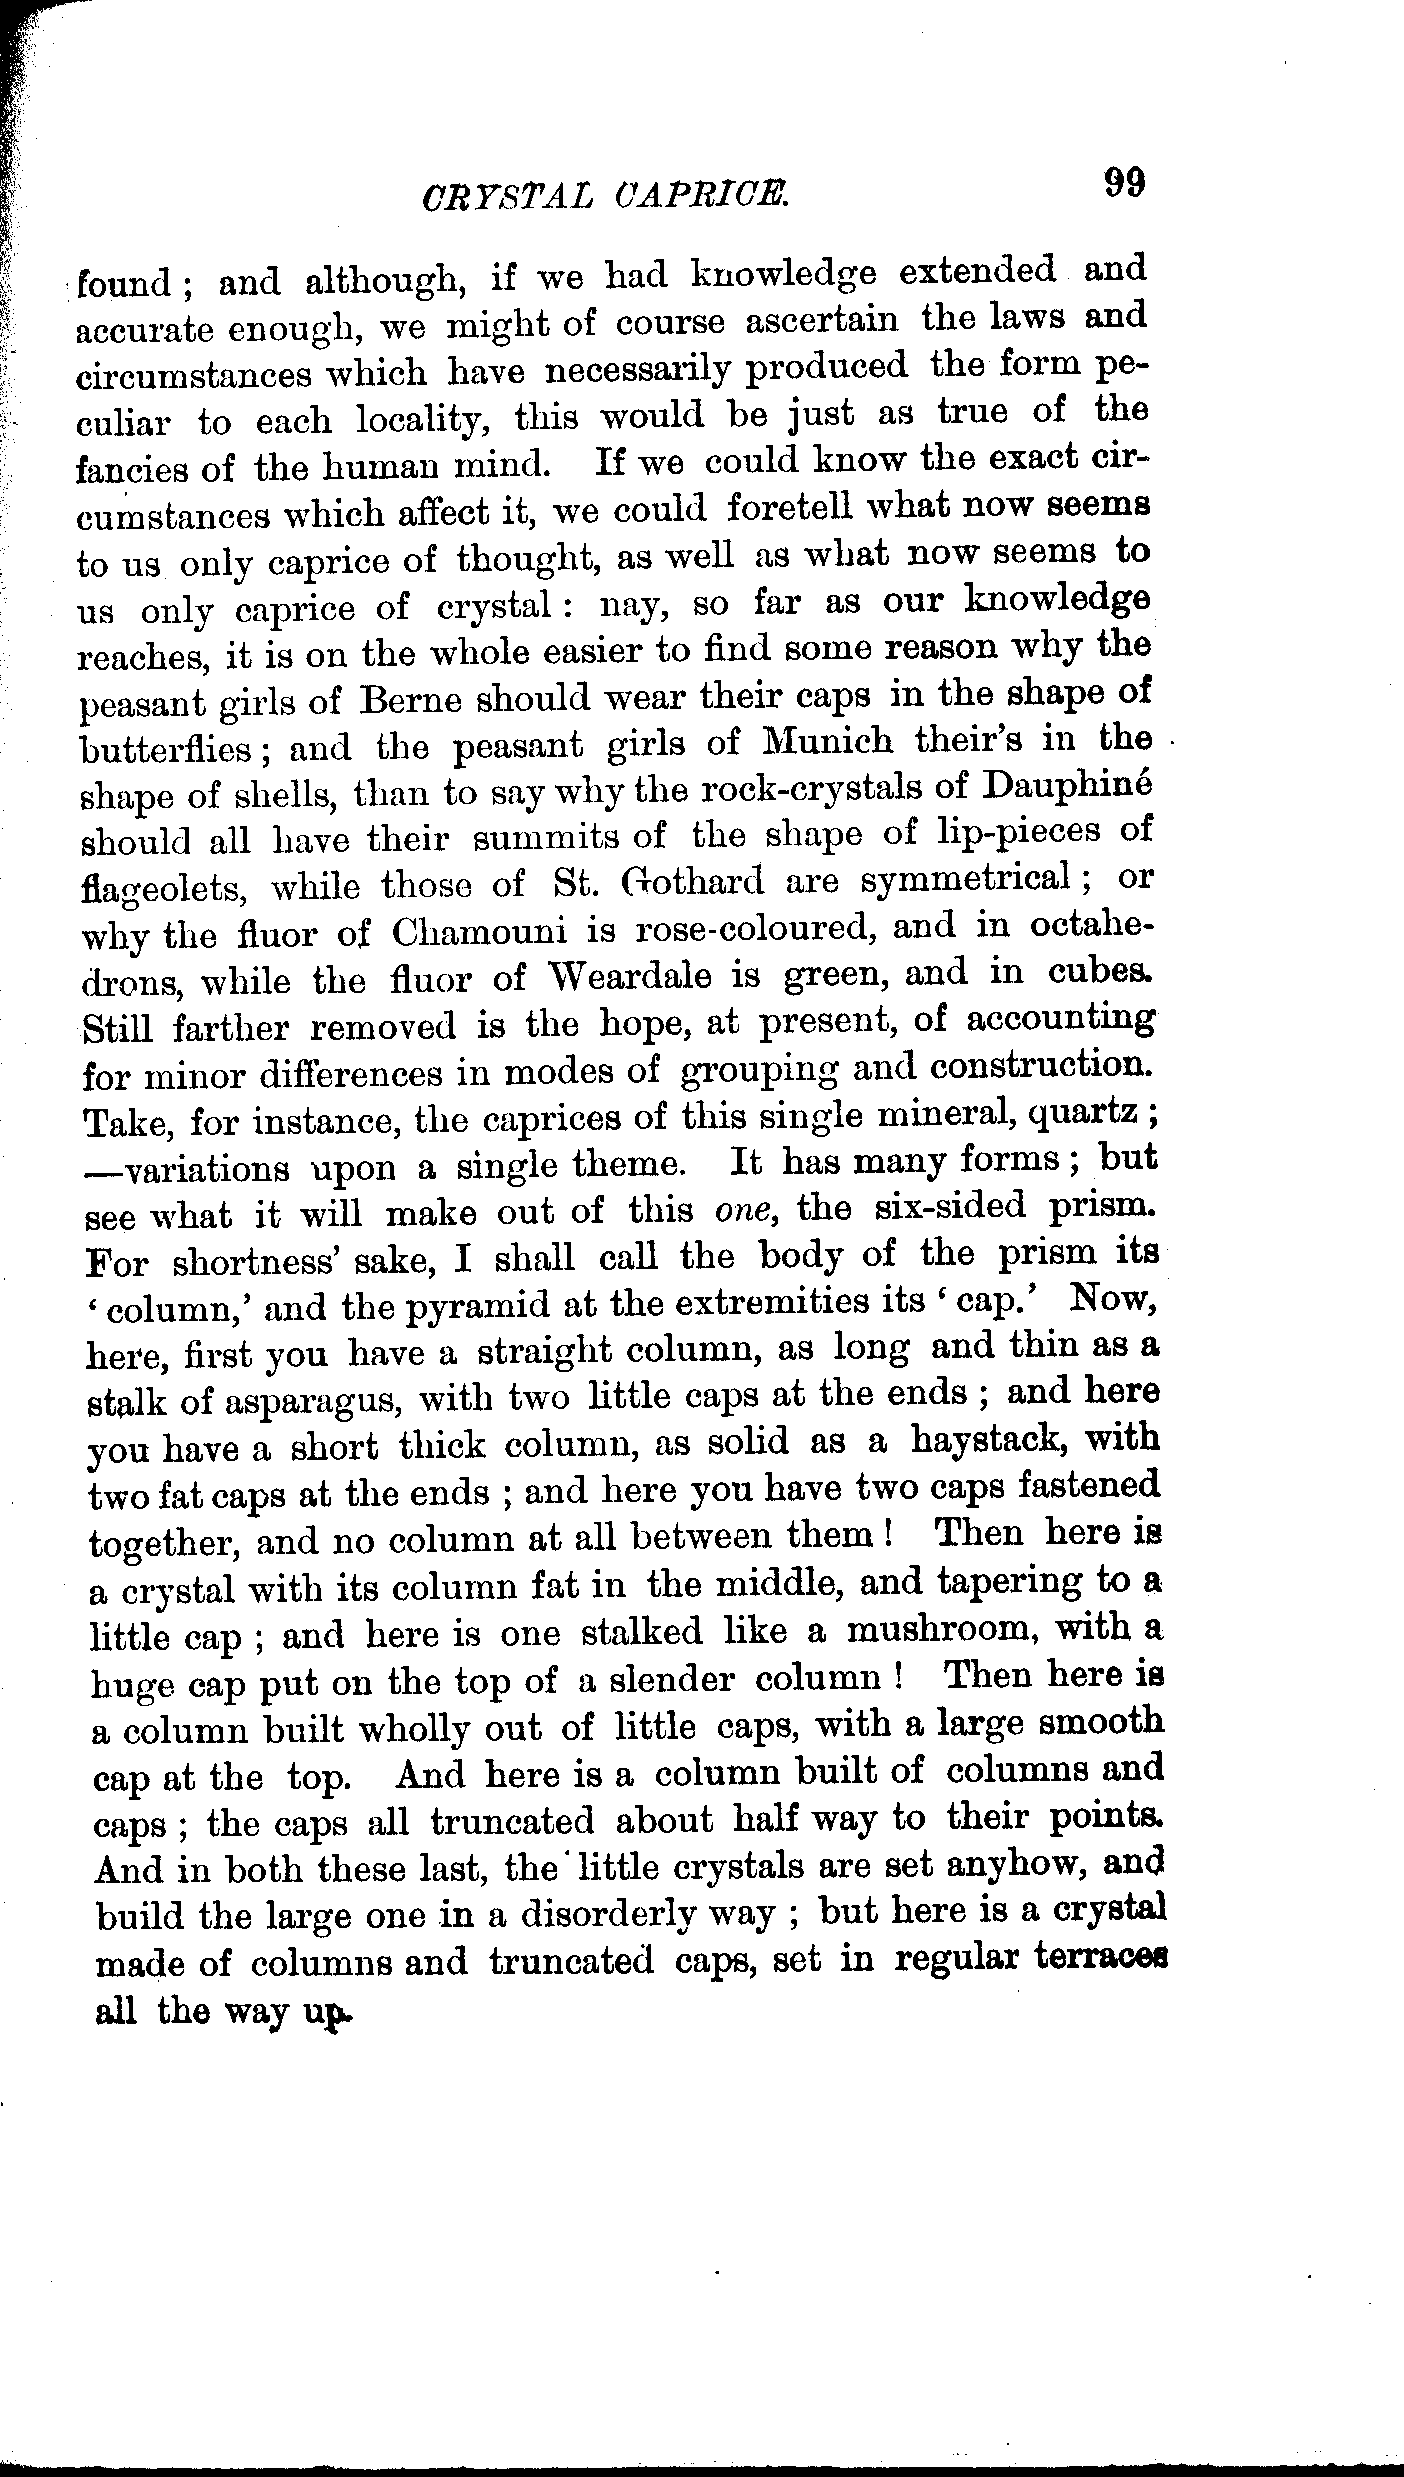 CRYSTAL CAPRICE. 99
found ; and although, if we had knowledge extended and
accurate enough, we might of course ascertain the laws and
circumstances which have necessarily produced the form pe-
culiar to each locality, this would be just as true of the
fancies of the human mind. If we could know the exact cir-
cumstances which affect it, we could foretell what now seems
to us only caprice of thought, as well as what now seems to
us only caprice of crystal : nay, so far as our knowledge
reaches, it is on the whole easier to find some reason why the
peasant girls of Berne should wear their caps in the shape of
butterflies ; and the peasant girls of Munich their's in the
shape of shells, than to say why the rock-crystals of Dauphiné
should all have their summits of the shape of lip-pieces of
flageolets, while those of St. Gothard are symmetrical ; or
why the fluor of Chamouni is rose-coloured, and in octahe-
drons, while the fluor of Weardale is green, and in cubes.
Still farther removed is the hope, at present, of accounting
for minor differences in modes of grouping and construction.
Take, for instance, the caprices of this single mineral, quartz ;
—variations upon a single theme. It has many forms ; but
see what it will make out of this one, the six-sided prism.
For shortness' sake, I shall call the body of the prism its
‘ column,’ and the pyramid at the extremities its ‘ cap.’ Now,
here, first you have a straight column, as long and thin as a
stalk of asparagus, with two little caps at the ends ; and here
you have a short thick column, as solid as a haystack, with
two fat caps at the ends ; and here you have two caps fastened
together, and no column at all between them ! Then here is
a crystal with its column fat in the middle, and tapering to a
little cap ; and here is one stalked like a mushroom, with a
huge cap put on the top of a slender column ! Then here is
a column built wholly out of little caps, with a large smooth
cap at the top. And here is a column built of columns and
caps ; the caps all truncated about half way to their points.
And in both these last, the little crystals are set anyhow, and
build the large one in a disorderly way ; but here is a crystal
made of columns and truncated caps, set in regular terraces
all the way up.